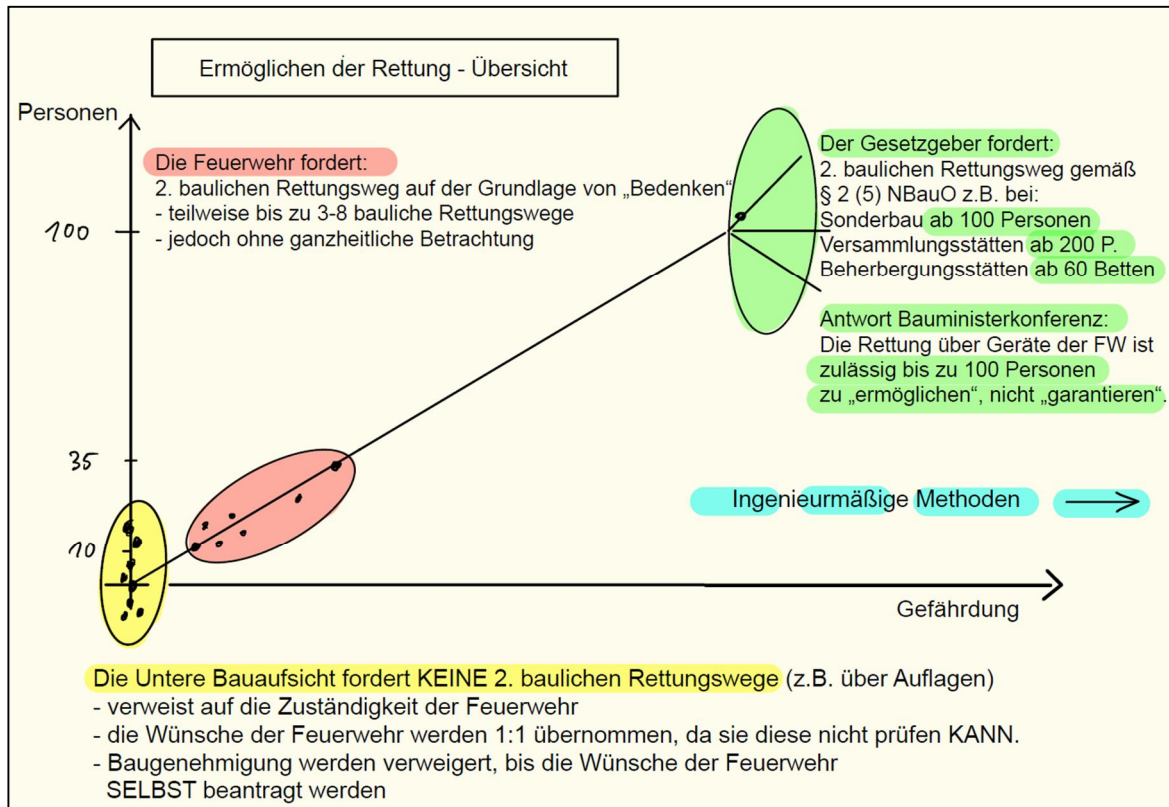 Ermöglichen der Rettung - Übersicht
Personen
Die Feuerwehr fordert:
2. baulichen Rettungsweg auf der Grundlage von „Bedenken“
- teilweise bis zu 3-8 bauliche Rettungswege
- jedoch ohne ganzheitliche Betrachtung
Der Gesetzgeber fordert:
2. baulichen Rettungsweg gemäß
§ 2 (5) NBauO z.B. bei:
Sonderbau ab 100 Personen
Versammlungsstätten ab 200 P.
Beherbergungsstätten ab 60 Betten
Antwort Bauministerkonferenz:
Die Rettung über Geräte der FW ist
zulässig bis zu 100 Personen
zu „ermöglichen“, nicht „garantieren“.
100
35
10
Ingenieurmäßige Methoden
Gefährdung
Die Untere Bauaufsicht fordert KEINE 2. baulichen Rettungswege (z.B. über Auflagen)
- verweist auf die Zuständigkeit der Feuerwehr
- die Wünsche der Feuerwehr werden 1:1 übernommen, da sie diese nicht prüfen KANN.
- Baugenehmigung werden verweigert, bis die Wünsche der Feuerwehr
SELBST beantragt werden